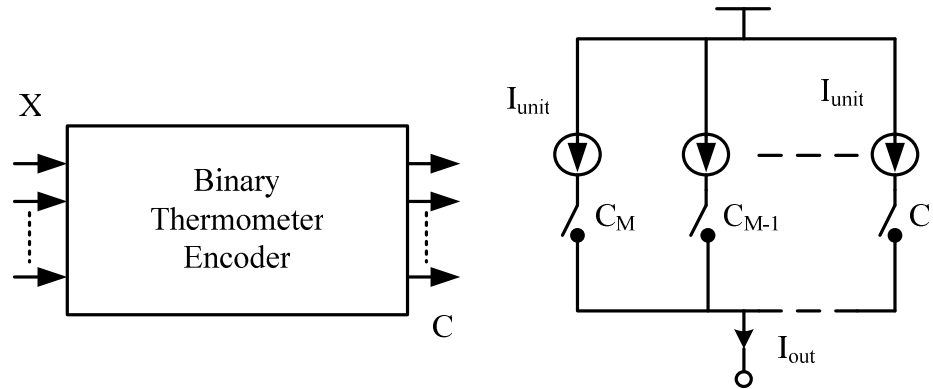 X
Binary
Thermometer
Encoder
C
I_unit
I_unit
C_M
C_M-1
C
I_out